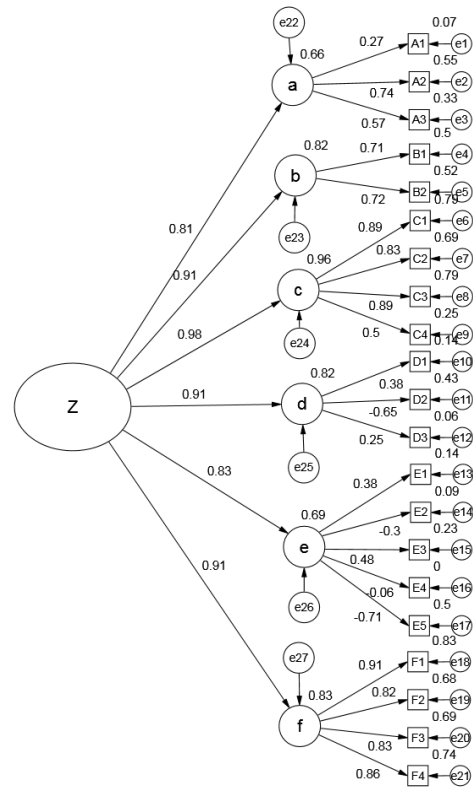 e22
0.07
0.66
0.27
A1
e1
0.55
a
0.74
A2
e2
0.33
0.57
A3
e3
0.5
0.82
0.71
B1
e4
0.52
b
0.72
B2
e5
0.79
0.81
e23
0.89
C1
e6
0.69
0.96
0.83
C2
e7
0.91
0.79
c
0.89
C3
e8
0.25
0.98
0.5
C4
e9
e24
0.14
0.82
D1
e10
0.38
0.43
Z
0.91
d
-0.65
D2
e11
0.06
0.25
D3
e12
0.14
e25
0.83
0.38
E1
e13
0.09
0.69
-0.3
E2
e14
0.23
e
0.48
E3
e15
0
0.91
-0.06
E4
e16
0.5
e26
-0.71
E5
e17
0.83
e27
0.91
F1
e18
0.68
0.83
0.82
F2
e19
0.69
f
0.83
F3
e20
0.74
0.86
F4
e21